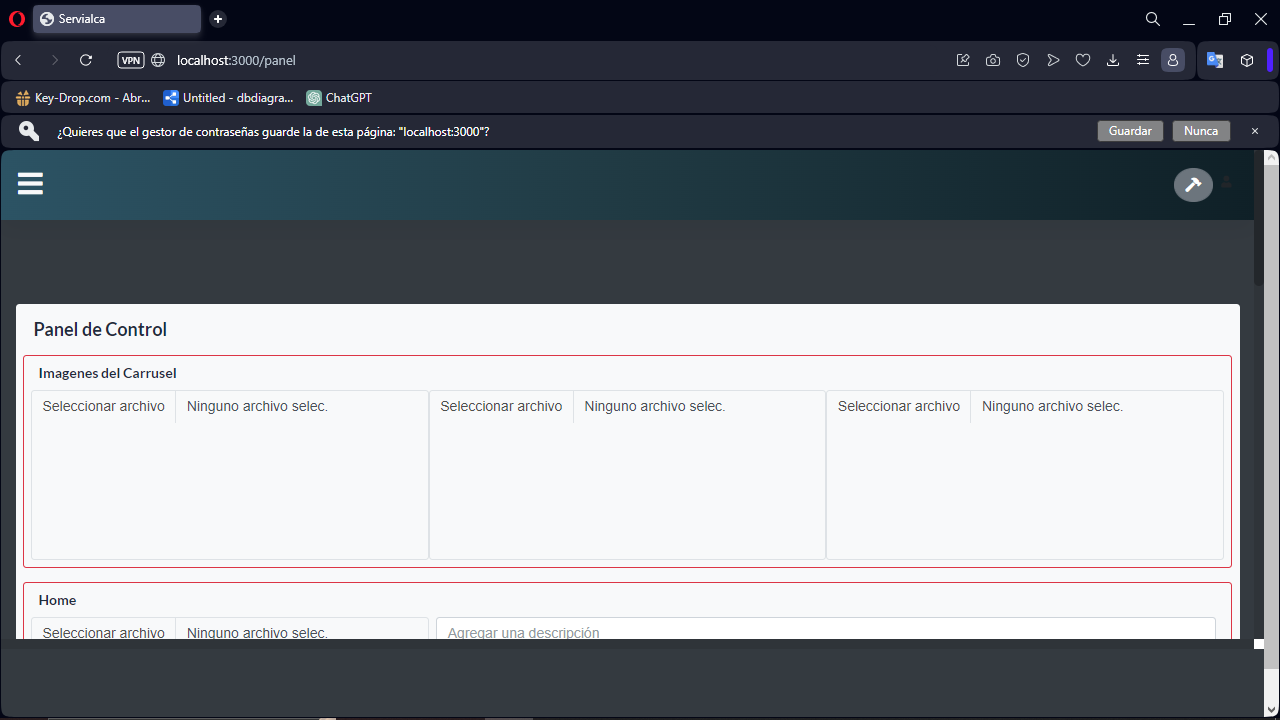 Servialca
VPN
localhost:3000/panel
Key-Drop.com - Abr...
Untitled - dbdiagra...
ChatGPT
¿Quieres que el gestor de contraseñas guarde la de esta página: "localhost:3000"?
Guardar
Nunca
Panel de Control
Imagenes del Carrusel
Seleccionar archivo Ninguno archivo selec.
Seleccionar archivo Ninguno archivo selec.
Seleccionar archivo Ninguno archivo selec.
Home
Seleccionar archivo Ninguno archivo selec.
Agregar una descripción